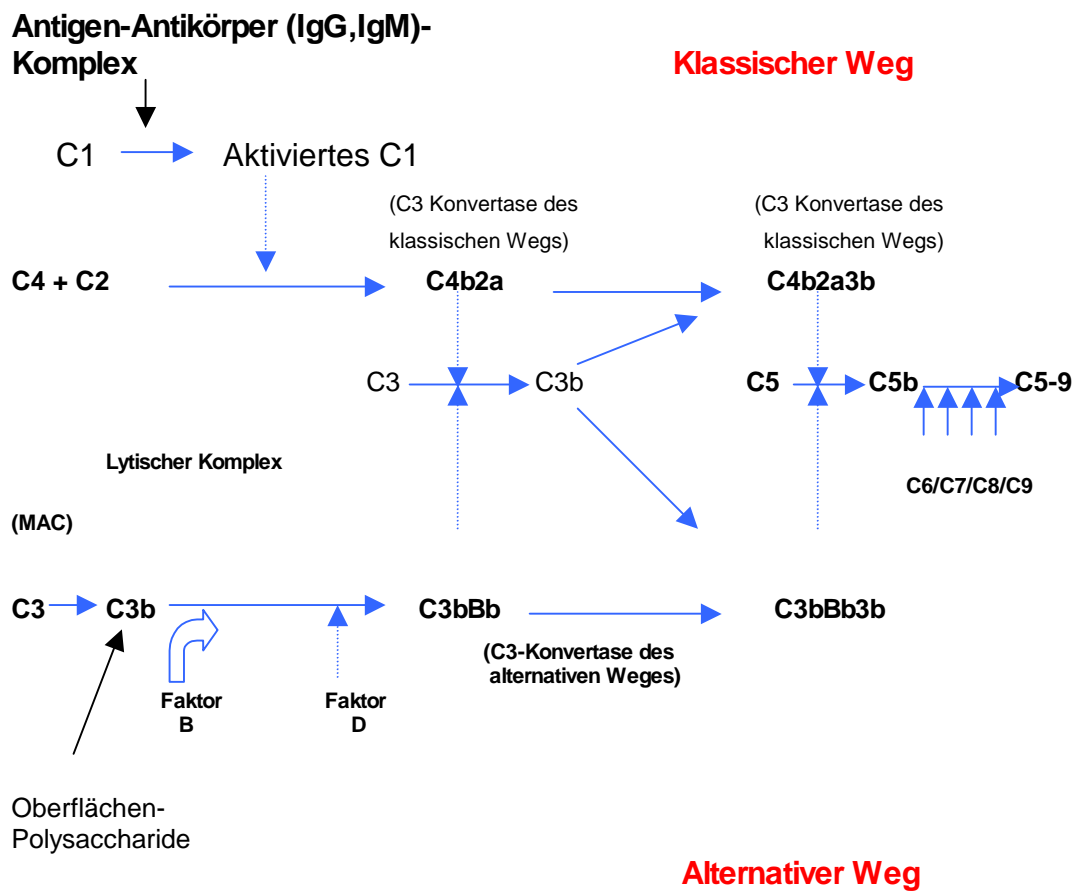 Antigen-Antikörper (IgG,IgM)-
Komplex
Klassischer Weg
C1
Aktiviertes C1
(C3 Konvertase des
klassischen Wegs)
(C3 Konvertase des
klassischen Wegs)
C4 + C2
C4b2a
C4b2a3b
C3
C3b
C5
C5b
C5-9
Lytischer Komplex
C6/C7/C8/C9
(MAC)
C3
C3b
C3bBb
C3bBb3b
(C3-Konvertase des
alternativen Weges)
Faktor
B
Faktor
D
Oberflächen-
Polysaccharide
Alternativer Weg